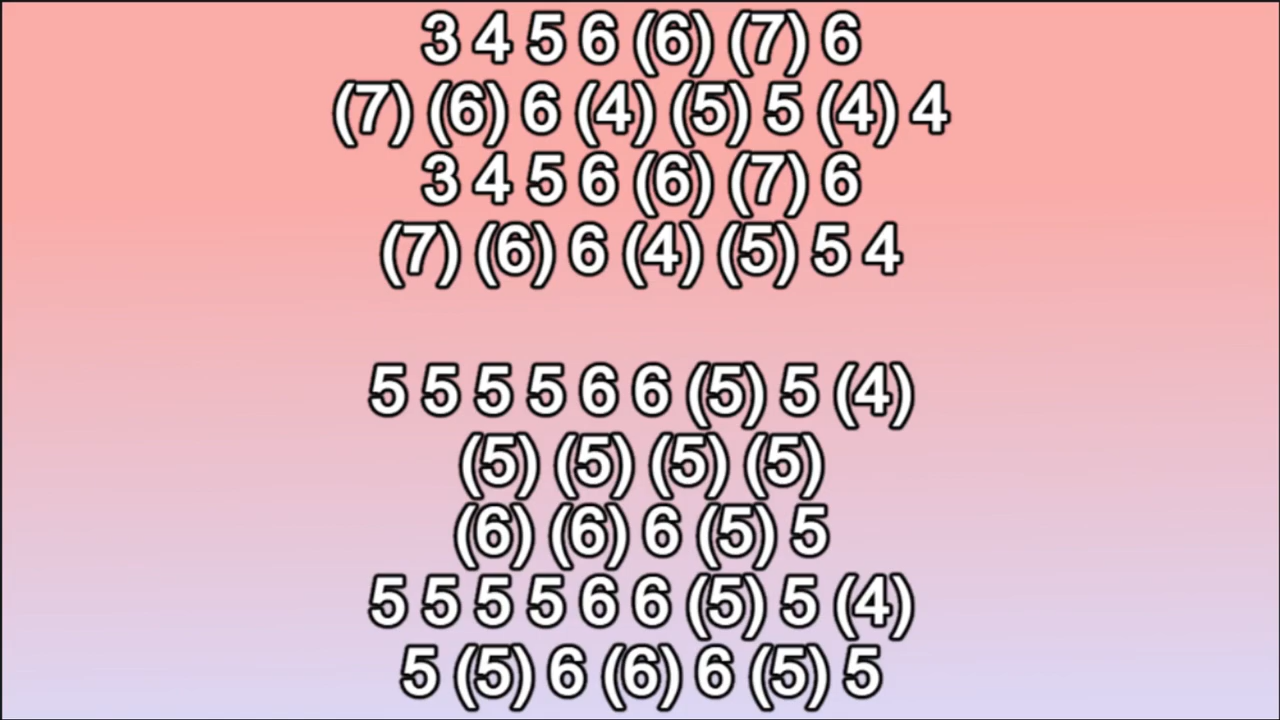 3 4 5 6 (6) (7) 6
(7) (6) 6 (4) (5) 5 (4) 4
3 4 5 6 (6) (7) 6
(7) (6) 6 (4) (5) 5 4
5 5 5 5 6 6 (5) 5 (4)
(5) (5) (5) (5)
(6) (6) 6 (5) 5
5 5 5 5 6 6 (5) 5 (4)
5 (5) 6 (6) 6 (5) 5